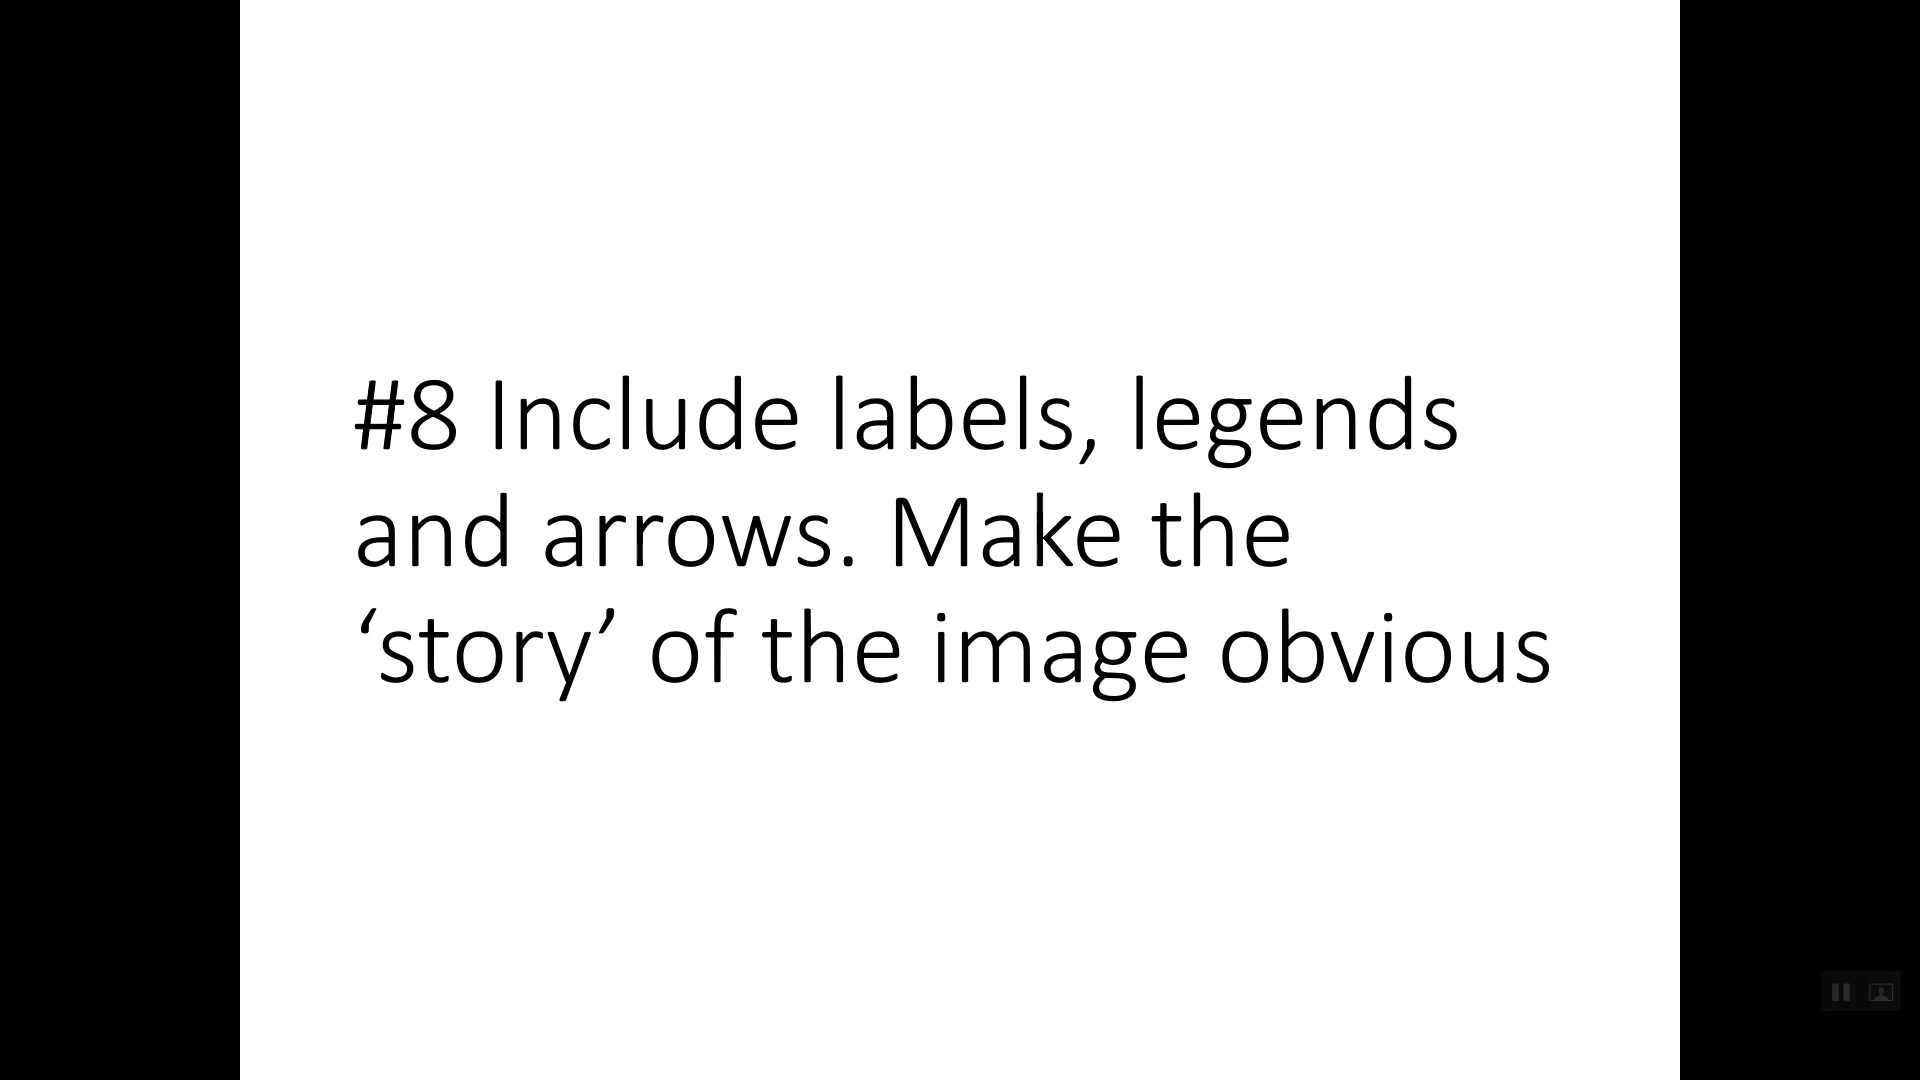 #8 Include labels, legends
and arrows. Make the
‘story’ of the image obvious